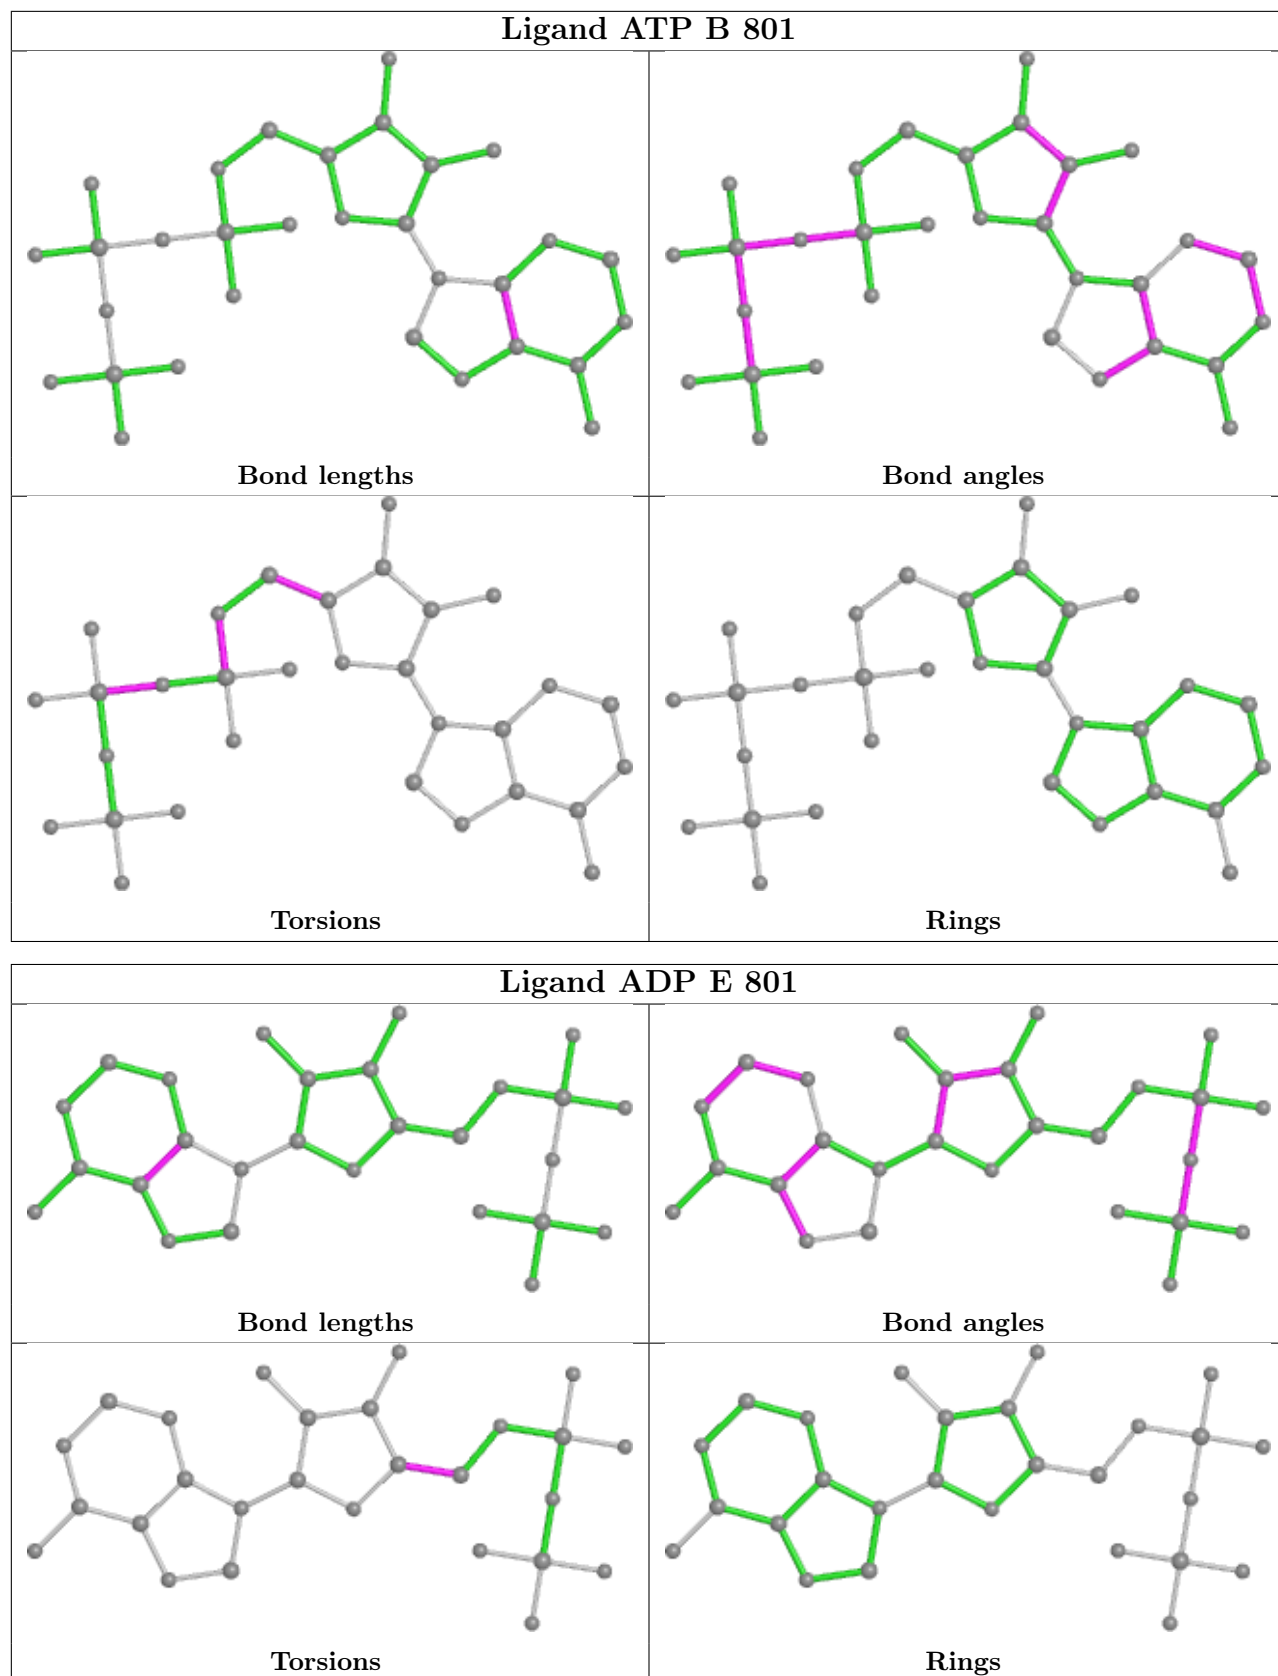 Ligand ATP B 801
Bond lengths
Bond angles
Torsions
Rings
Ligand ADP E 801
Bond lengths
Bond angles
Torsions
Rings